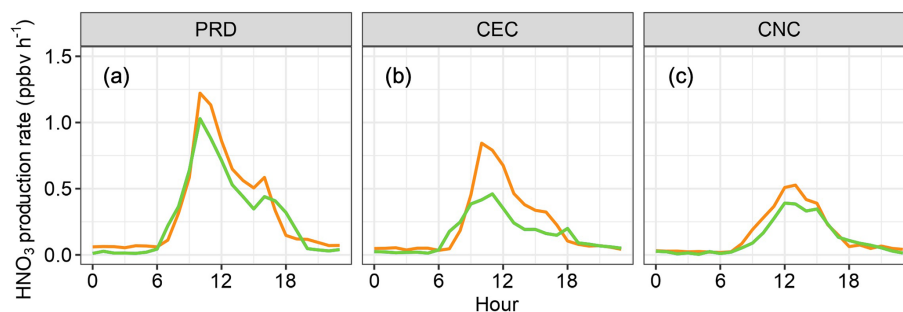 PRD CEC CNC
HNO₃ production rate (ppbv h⁻¹)
1.5
1.0
0.5
0.0
(a) (b) (c)
0 6 12 18 0 6 12 18 0 6 12 18
Hour